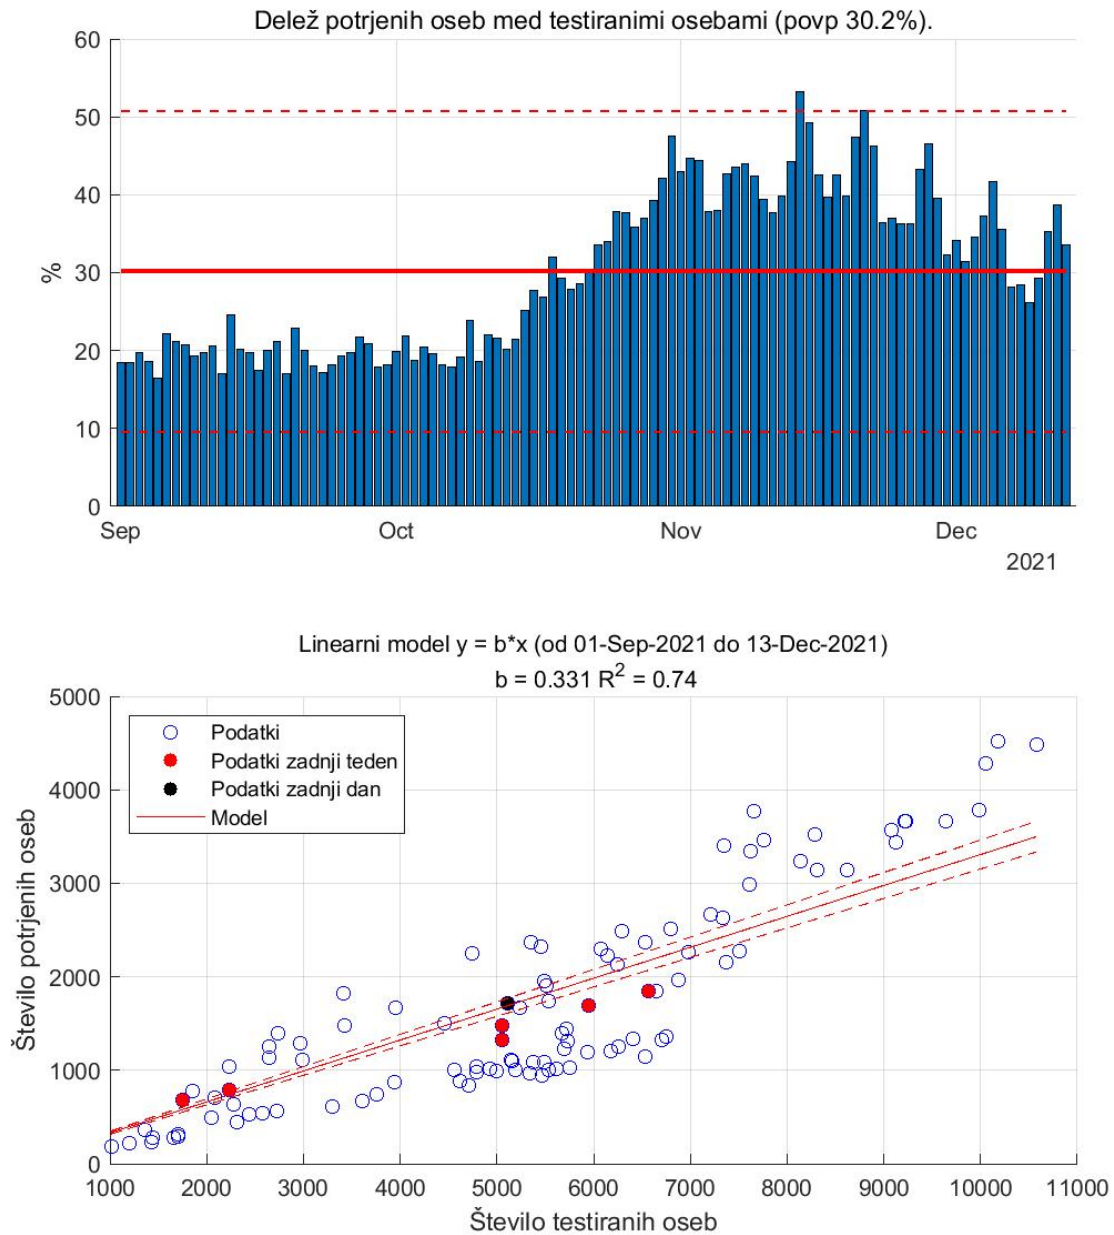 Delež potrjenih oseb med testiranimi osebami (povp 30.2%).
60
50
40
30
20
10
0
%
Sep Oct Nov Dec
2021
Linearni model y = b*x (od 01-Sep-2021 do 13-Dec-2021)
b = 0.331 R² = 0.74
5000
4000
3000
2000
1000
0
Število potrjenih oseb
Podatki
Podatki zadnji teden
Podatki zadnji dan
Model
1000 2000 3000 4000 5000 6000 7000 8000 9000 10000 11000
Število testiranih oseb